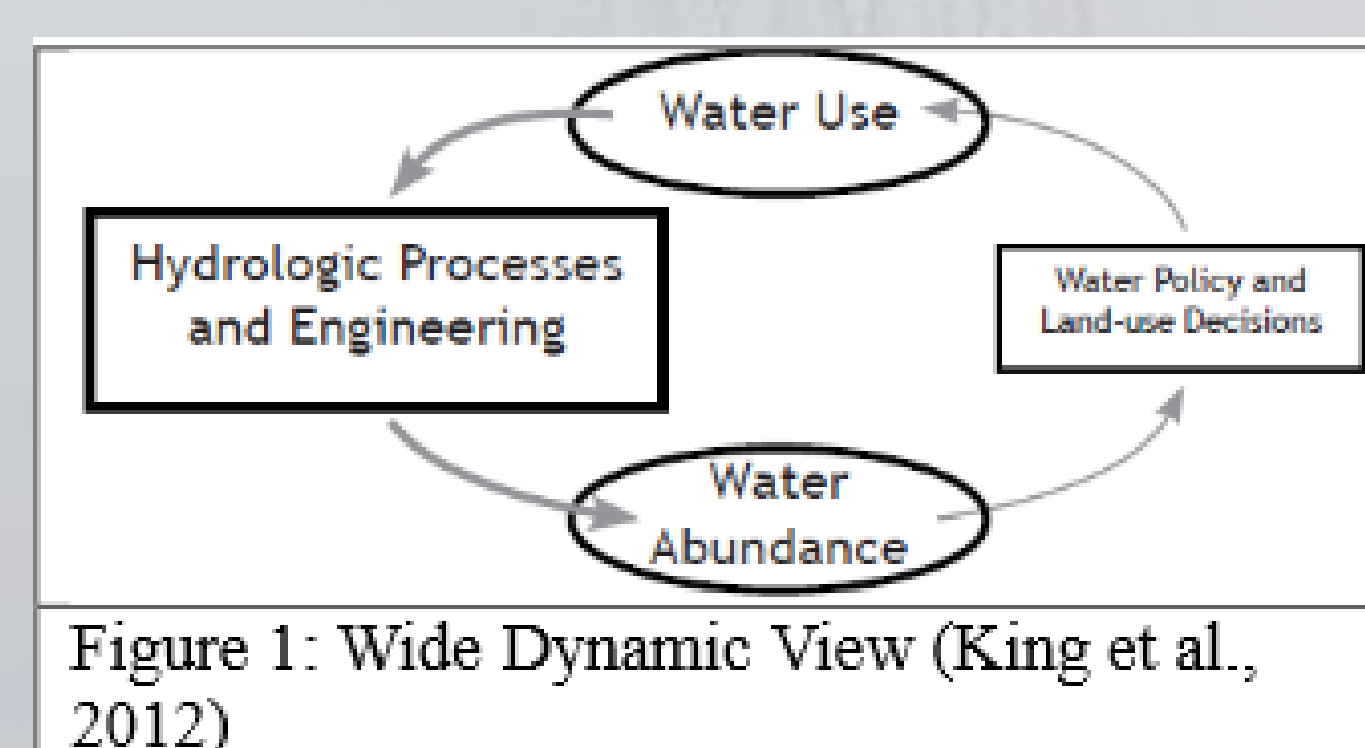 Water Use
Hydrologic Processes
and Engineering
Water Policy and
Land-use Decisions
Water
Abundance
Figure 1: Wide Dynamic View (King et al.,
2012)